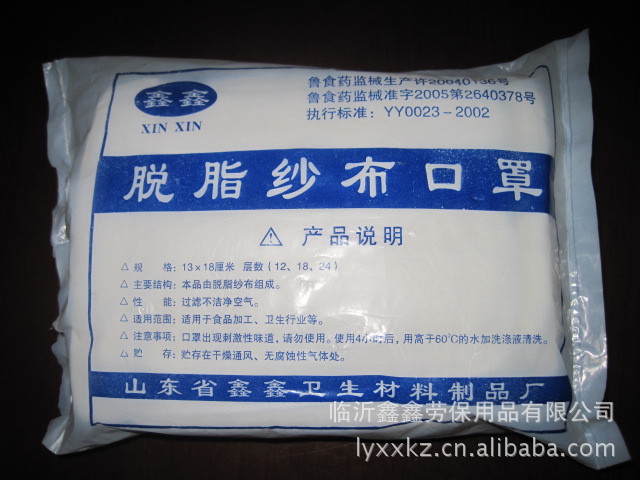 鑫鑫
XIN XIN
鲁食药监械生产许20040136号
鲁食药监械准字2005第2640378号
执行标准：YY0023-2002
脱脂纱布口罩
产品说明
△规 格：13×18厘米 层数（12、18、24）
△主要结构：本品由脱脂纱布组成。
△性 能：过滤不洁净空气。
△适用范围：适用于食品加工、卫生行业等。
△注意事项：口罩出现刺激性味道，请勿使用。使用4小时后，用高于60℃的水加洗涤液清洗。
△贮 存：贮存在干燥通风、无腐蚀性气体处。
山东省鑫鑫卫生材料制品厂
临沂鑫鑫劳保用品有限公司
lyxxkz.cn.alibaba.com